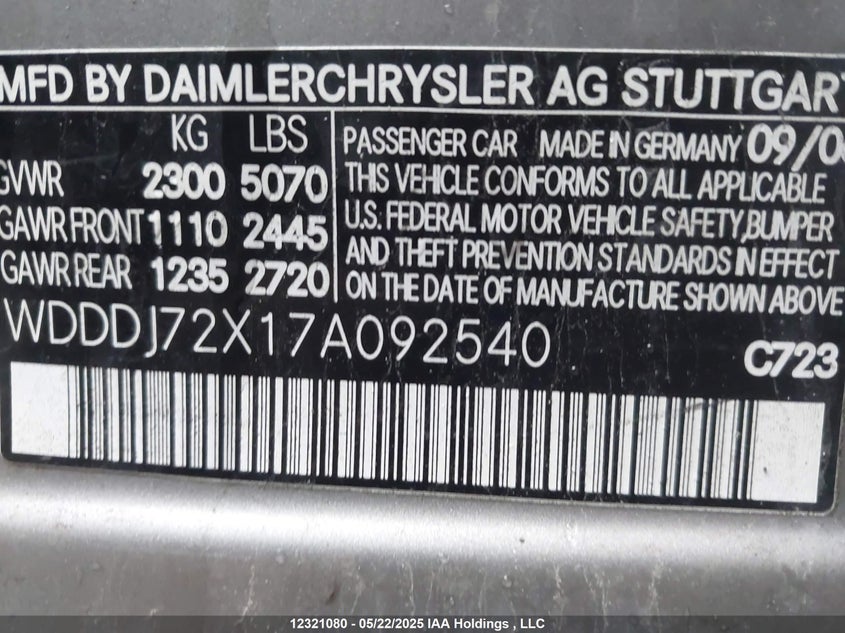 MFD BY DAIMLERCHRYSLER AG STUTTGART
KG LBS
GVWR 2300 5070
GAWR FRONT 1110 2445
GAWR REAR 1235 2720
PASSENGER CAR MADE IN GERMANY 09/0
THIS VEHICLE CONFORMS TO ALL APPLICABLE
U.S. FEDERAL MOTOR VEHICLE SAFETY,BUMPER
AND THEFT PREVENTION STANDARDS IN EFFECT
ON THE DATE OF MANUFACTURE SHOWN ABOVE
WDDDJ72X17A092540
C723
12321080 - 05/22/2025 IAA Holdings , LLC